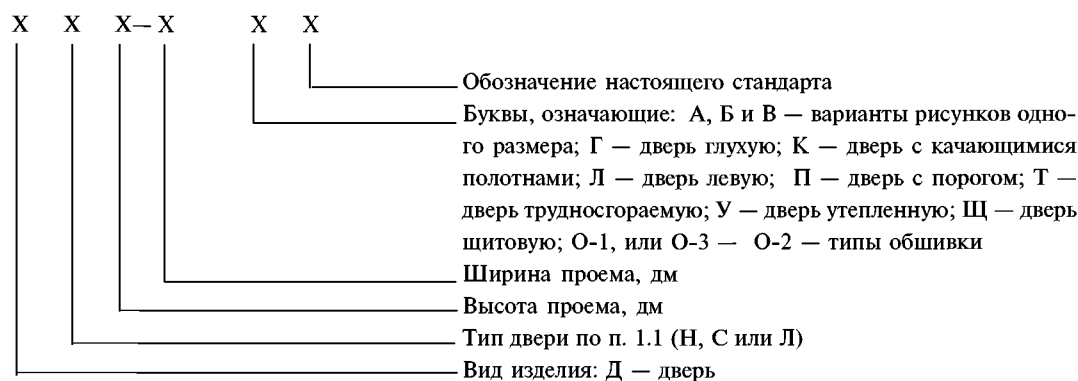 Х Х Х–Х Х Х
Обозначение настоящего стандарта
Буквы, означающие: А, Б и В — варианты рисунков одно-
го размера; Г — дверь глухую; К — дверь с качающимися
полотнами; Л — дверь левую; П — дверь с порогом; Т —
дверь трудносгораемую; У — дверь утепленную; Щ — дверь
щитовую; О-1, или О-3 — О-2 — типы обшивки
Ширина проема, дм
Высота проема, дм
Тип двери по п. 1.1 (Н, С или Л)
Вид изделия: Д — дверь